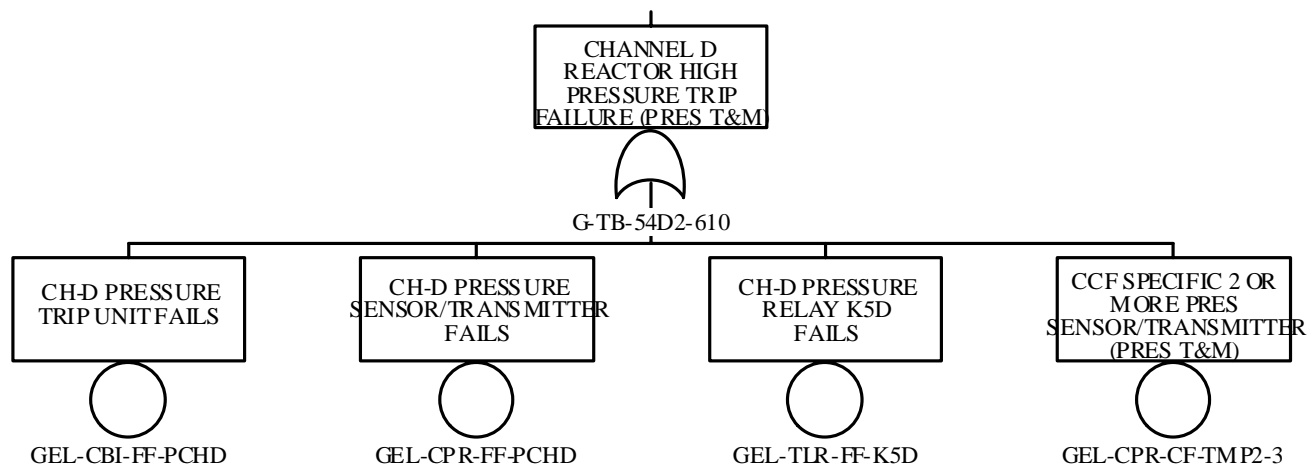 CHANNEL D
REACTOR HIGH
PRESSURE TRIP
FAILURE (PRES T&M)
G-TB-54D2-610
CH-D PRESSURE
TRIP UNIT FAILS
CH-D PRESSURE
SENSOR/TRANSMITTER
FAILS
CH-D PRESSURE
RELAY K5D
FAILS
CCF SPECIFIC 2 OR
MORE PRES
SENSOR/TRANSMITTER
(PRES T&M)
GEL-CBI-FF-PCHD
GEL-CPR-FF-PCHD
GEL-TLR-FF-K5D
GEL-CPR-CF-TMP2-3